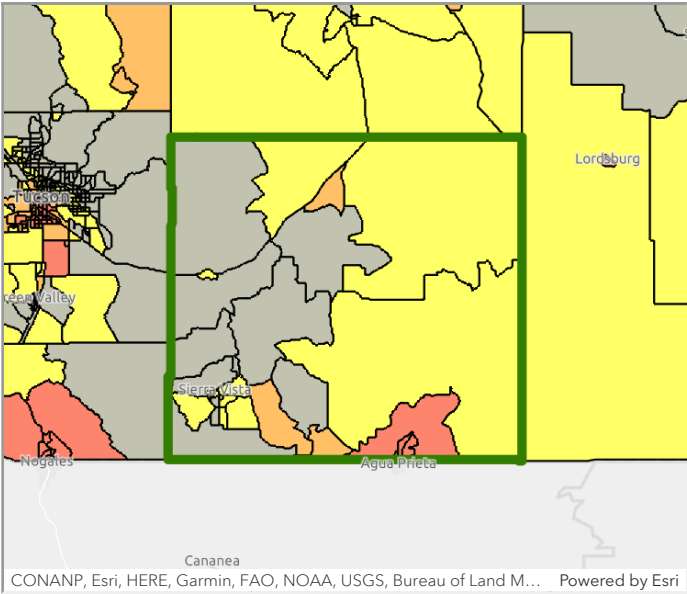 Lordsburg
Tucson
reen Valley
Sierra Vista
Nogales
Agua Prieta
Cananea
CONANP, Esri, HERE, Garmin, FAO, NOAA, USGS, Bureau of Land M... Powered by Esri